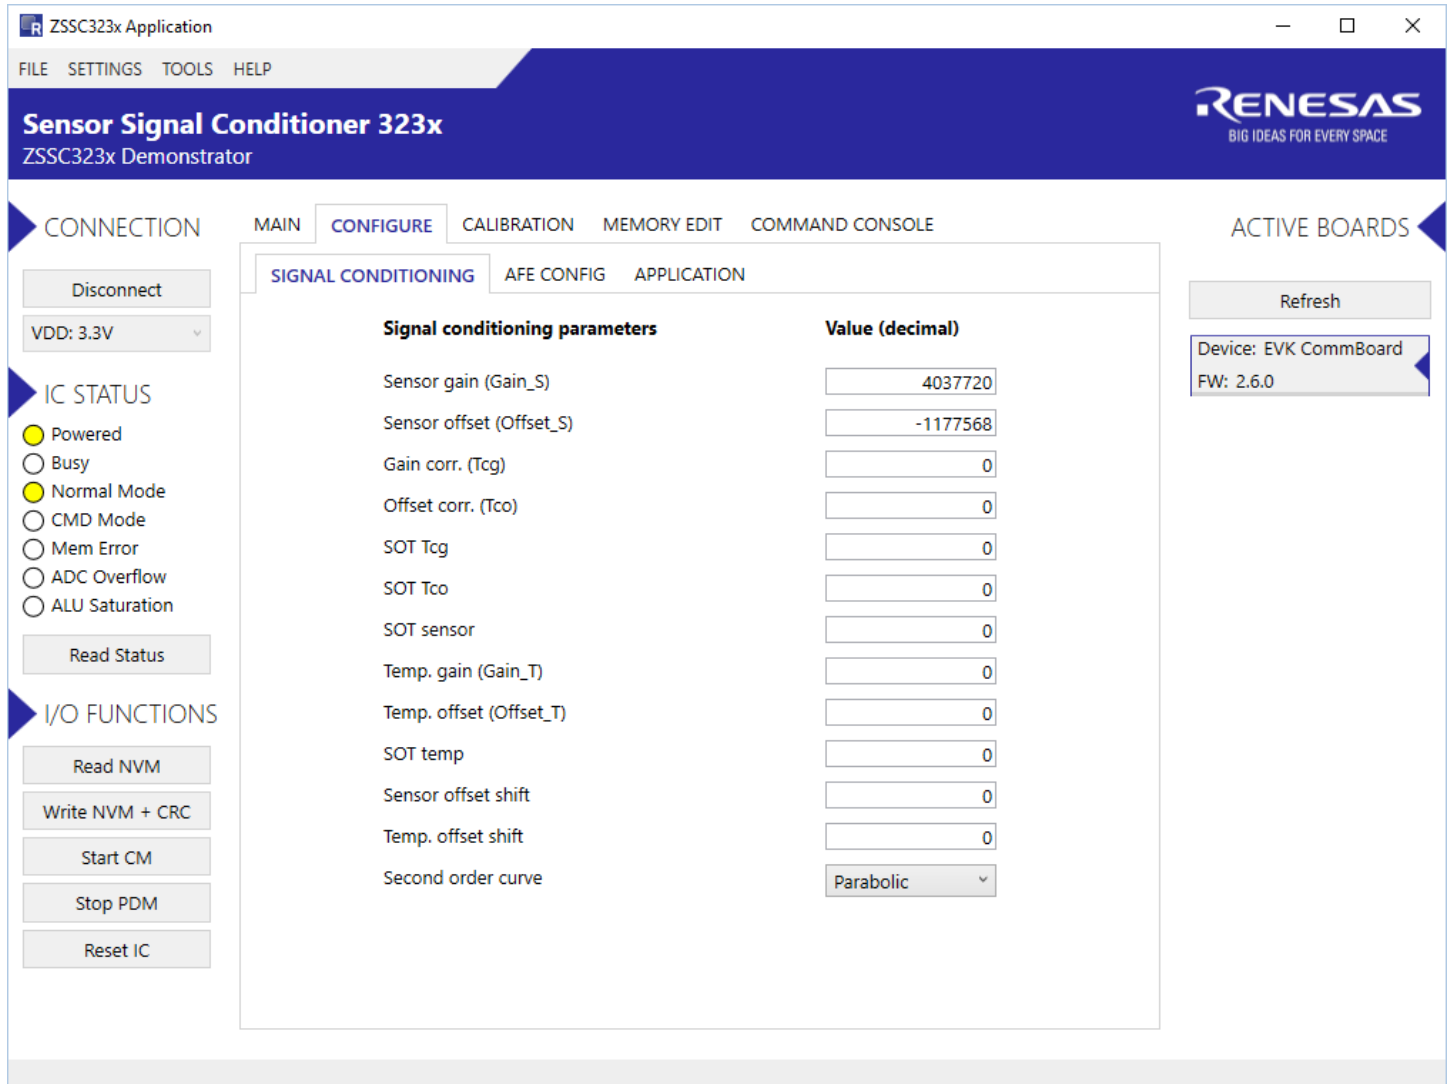 ZSSC323x Application
FILE SETTINGS TOOLS HELP
RENESAS
BIG IDEAS FOR EVERY SPACE
Sensor Signal Conditioner 323x
ZSSC323x Demonstrator
CONNECTION
Disconnect
VDD: 3.3V
IC STATUS
Powered
Busy
Normal Mode
CMD Mode
Mem Error
ADC Overflow
ALU Saturation
Read Status
I/O FUNCTIONS
Read NVM
Write NVM + CRC
Start CM
Stop PDM
Reset IC
MAIN CONFIGURE CALIBRATION MEMORY EDIT COMMAND CONSOLE
SIGNAL CONDITIONING AFE CONFIG APPLICATION
Signal conditioning parameters Value (decimal)
Sensor gain (Gain_S) 4037720
Sensor offset (Offset_S) -1177568
Gain corr. (Tcg) 0
Offset corr. (Tco) 0
SOT Tcg 0
SOT Tco 0
SOT sensor 0
Temp. gain (Gain_T) 0
Temp. offset (Offset_T) 0
SOT temp 0
Sensor offset shift 0
Temp. offset shift 0
Second order curve Parabolic
ACTIVE BOARDS
Refresh
Device: EVK CommBoard
FW: 2.6.0